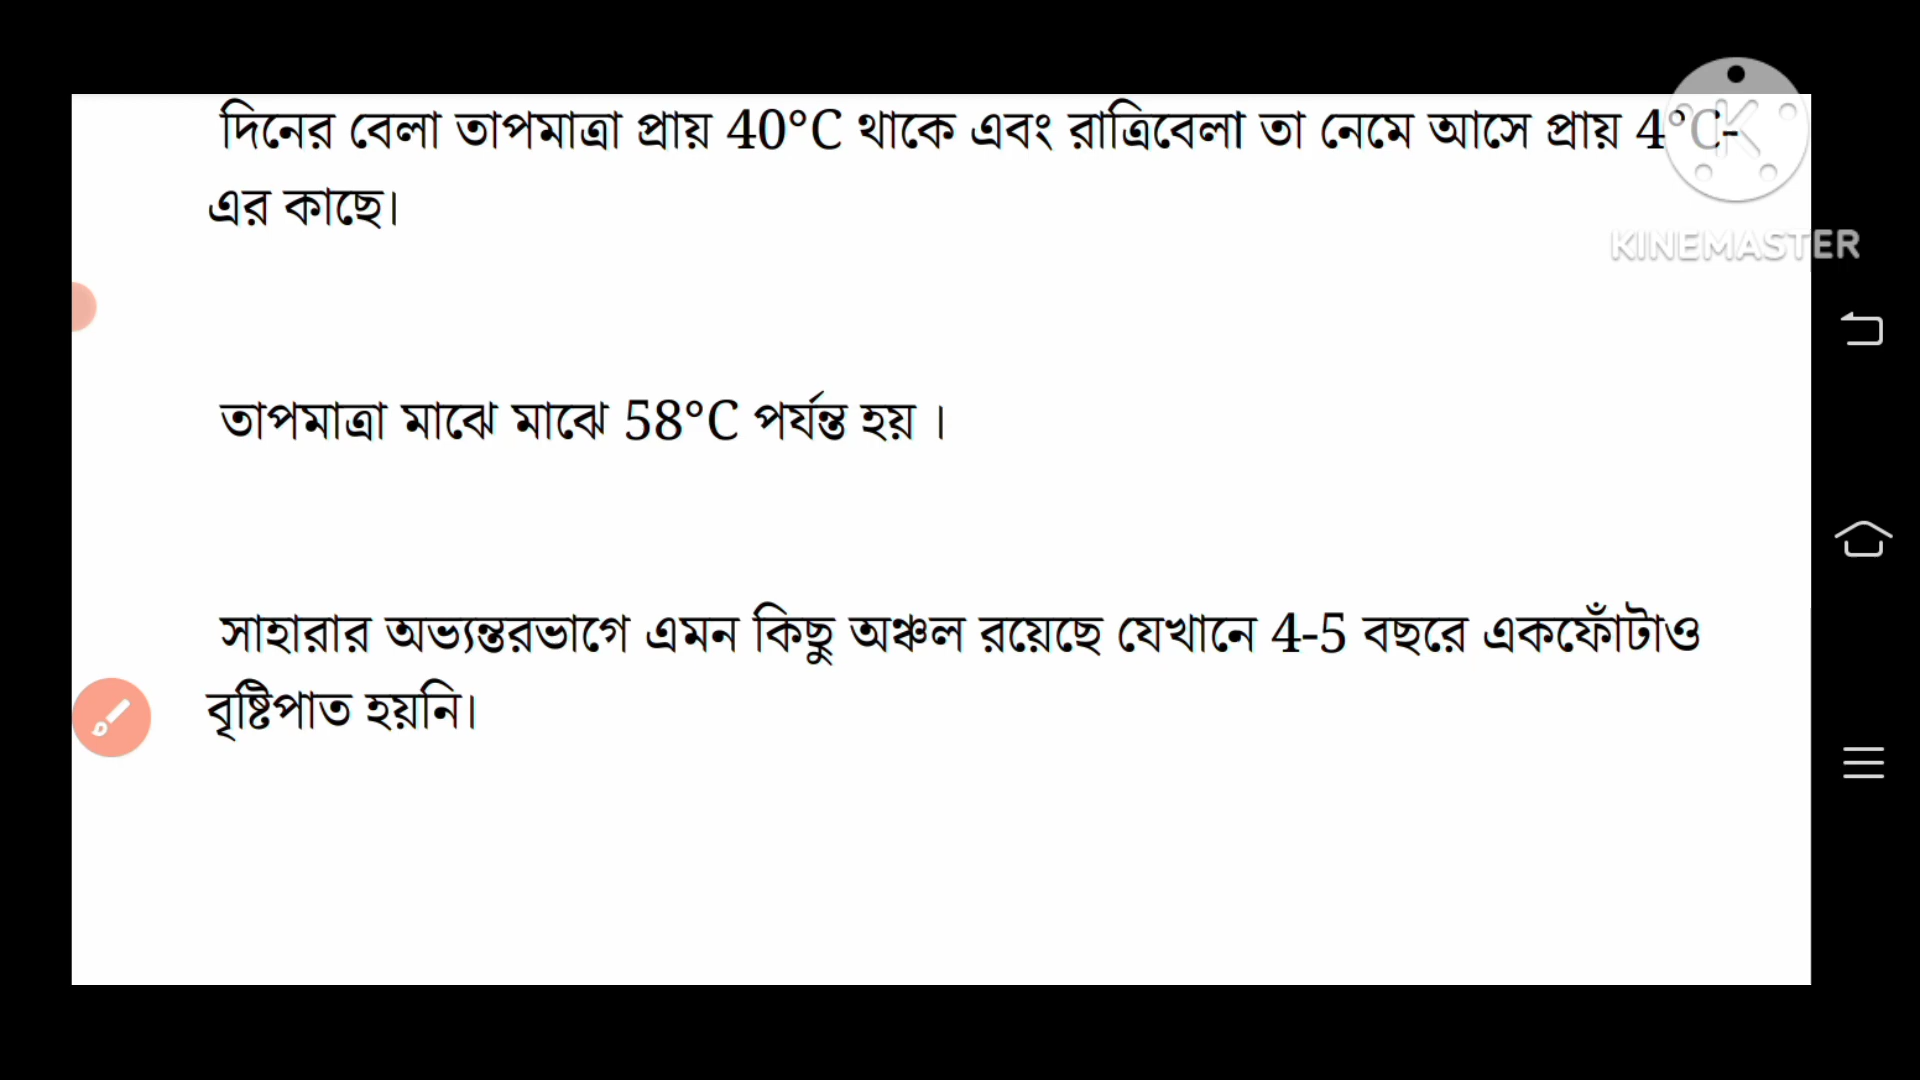 দিনের বেলা তাপমাত্রা প্রায় 40°C থাকে এবং রাত্রিবেলা তা নেমে আসে প্রায় 4°C-
এর কাছে।
KINEMASTER
তাপমাত্রা মাঝে মাঝে 58°C পর্যন্ত হয় ।
সাহারার অভ্যন্তরভাগে এমন কিছু অঞ্চল রয়েছে যেখানে 4-5 বছরে একফোঁটাও
বৃষ্টিপাত হয়নি।